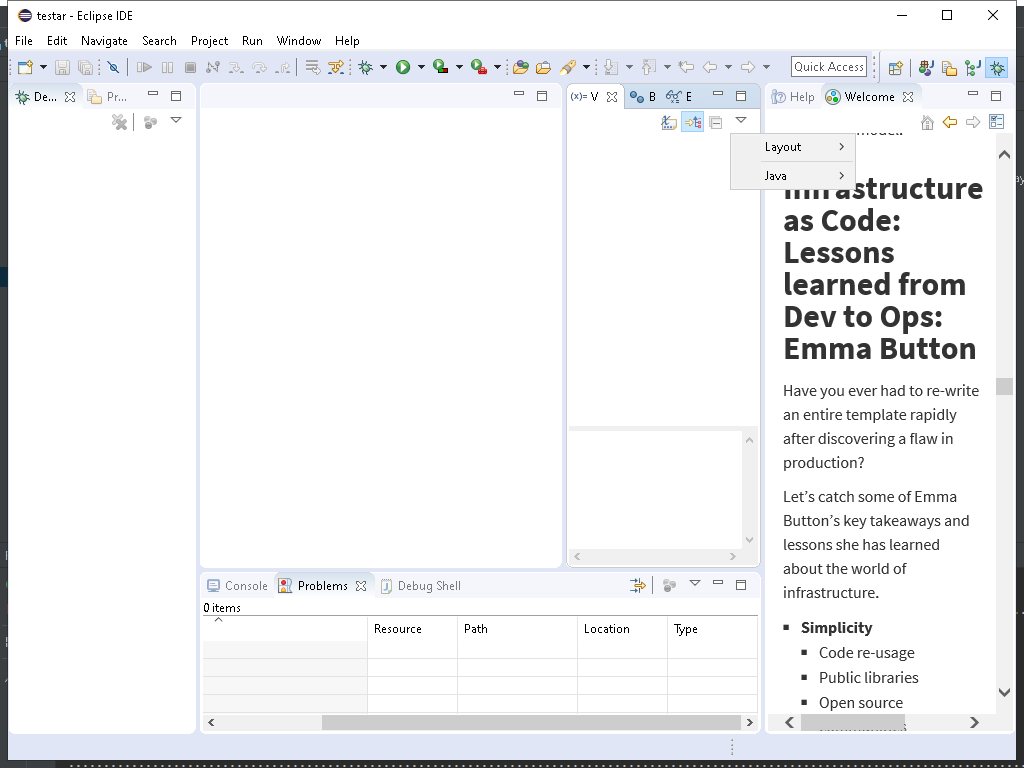 testar - Eclipse IDE
File Edit Navigate Search Project Run Window Help
Quick Access
De... Pr...
(x)= V B E
Help Welcome
Layout
Java
Infrastructure
as Code:
Lessons
learned from
Dev to Ops:
Emma Button
Have you ever had to re-write
an entire template rapidly
after discovering a flaw in
production?
Let's catch some of Emma
Button's key takeaways and
lessons she has learned
about the world of
infrastructure.
▪ Simplicity
▪ Code re-usage
▪ Public libraries
▪ Open source
Console Problems Debug Shell
0 items
Resource Path Location Type